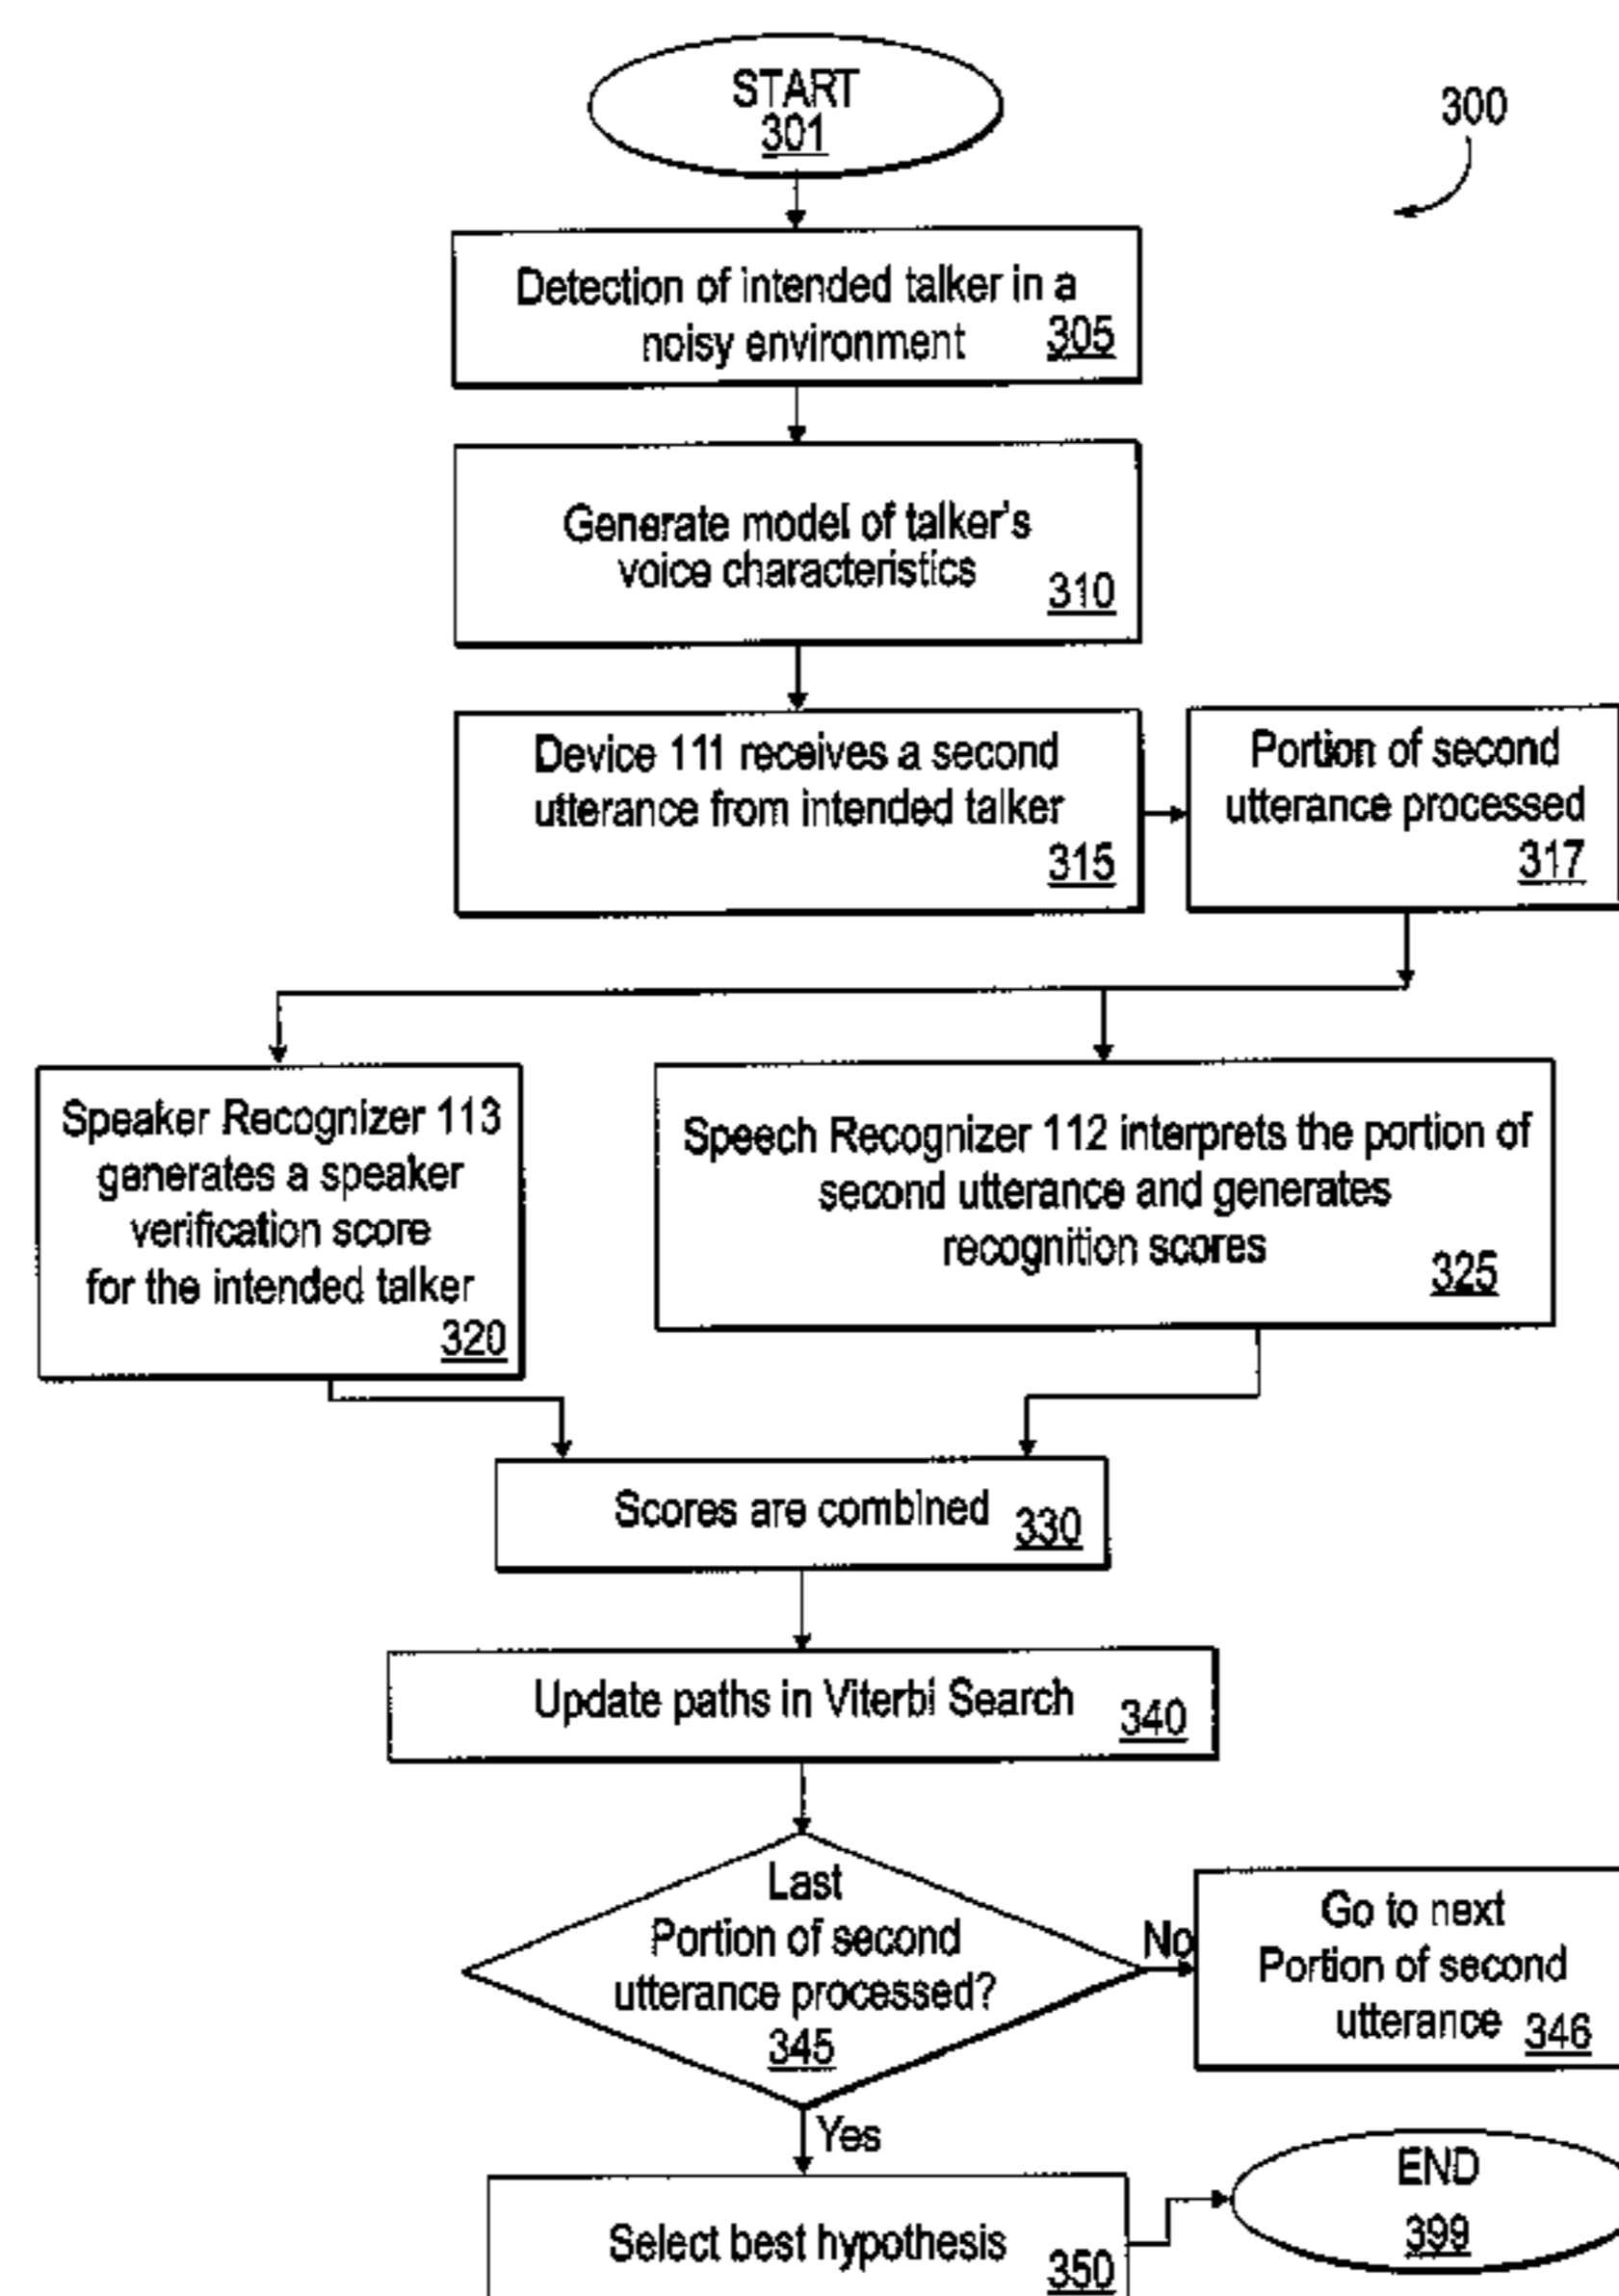 START
301
300
Detection of intended talker in a
noisy environment 305
Generate model of talker's
voice characteristics
310
Device 111 receives a second
utterance from intended talker
315
Portion of second
utterance processed
317
Speaker Recognizer 113
generates a speaker
verification score
for the intended talker
320
Speech Recognizer 112 interprets the portion of
second utterance and generates
recognition scores
325
Scores are combined 330
Update paths in Viterbi Search 340
Last
Portion of second
utterance processed?
345
No
Go to next
Portion of second
utterance 346
Yes
Select best hypothesis
350
END
399